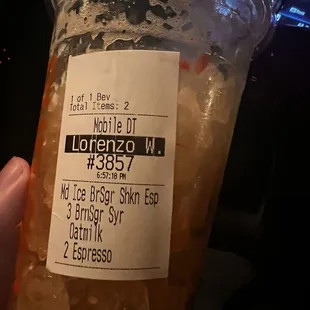 1 of 1 Bev
Total Items: 2
Mobile DT
Lorenzo W.
#3857
6:57:18 PM
Md Ice BrSgr Shkn Esp
3 BrnSgr Syr
Oatmilk
2 Espresso